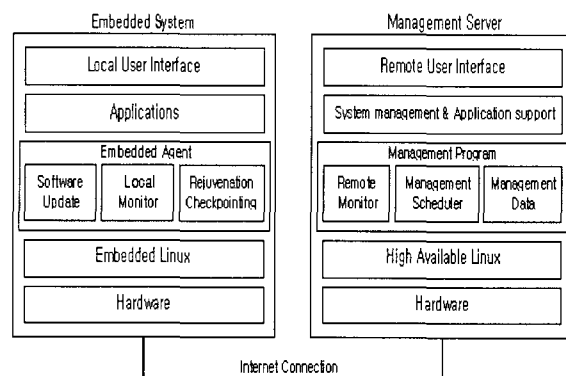 Embedded System
Local User Interface
Applications
Embedded Agent
Software
Update
Local
Monitor
Rejuvenation
Checkpointing
Embedded Linux
Hardware
Management Server
Remote User Interface
System management & Application support
Management Program
Remote
Monitor
Management
Scheduler
Management
Data
High Available Linux
Hardware
Internet Connection